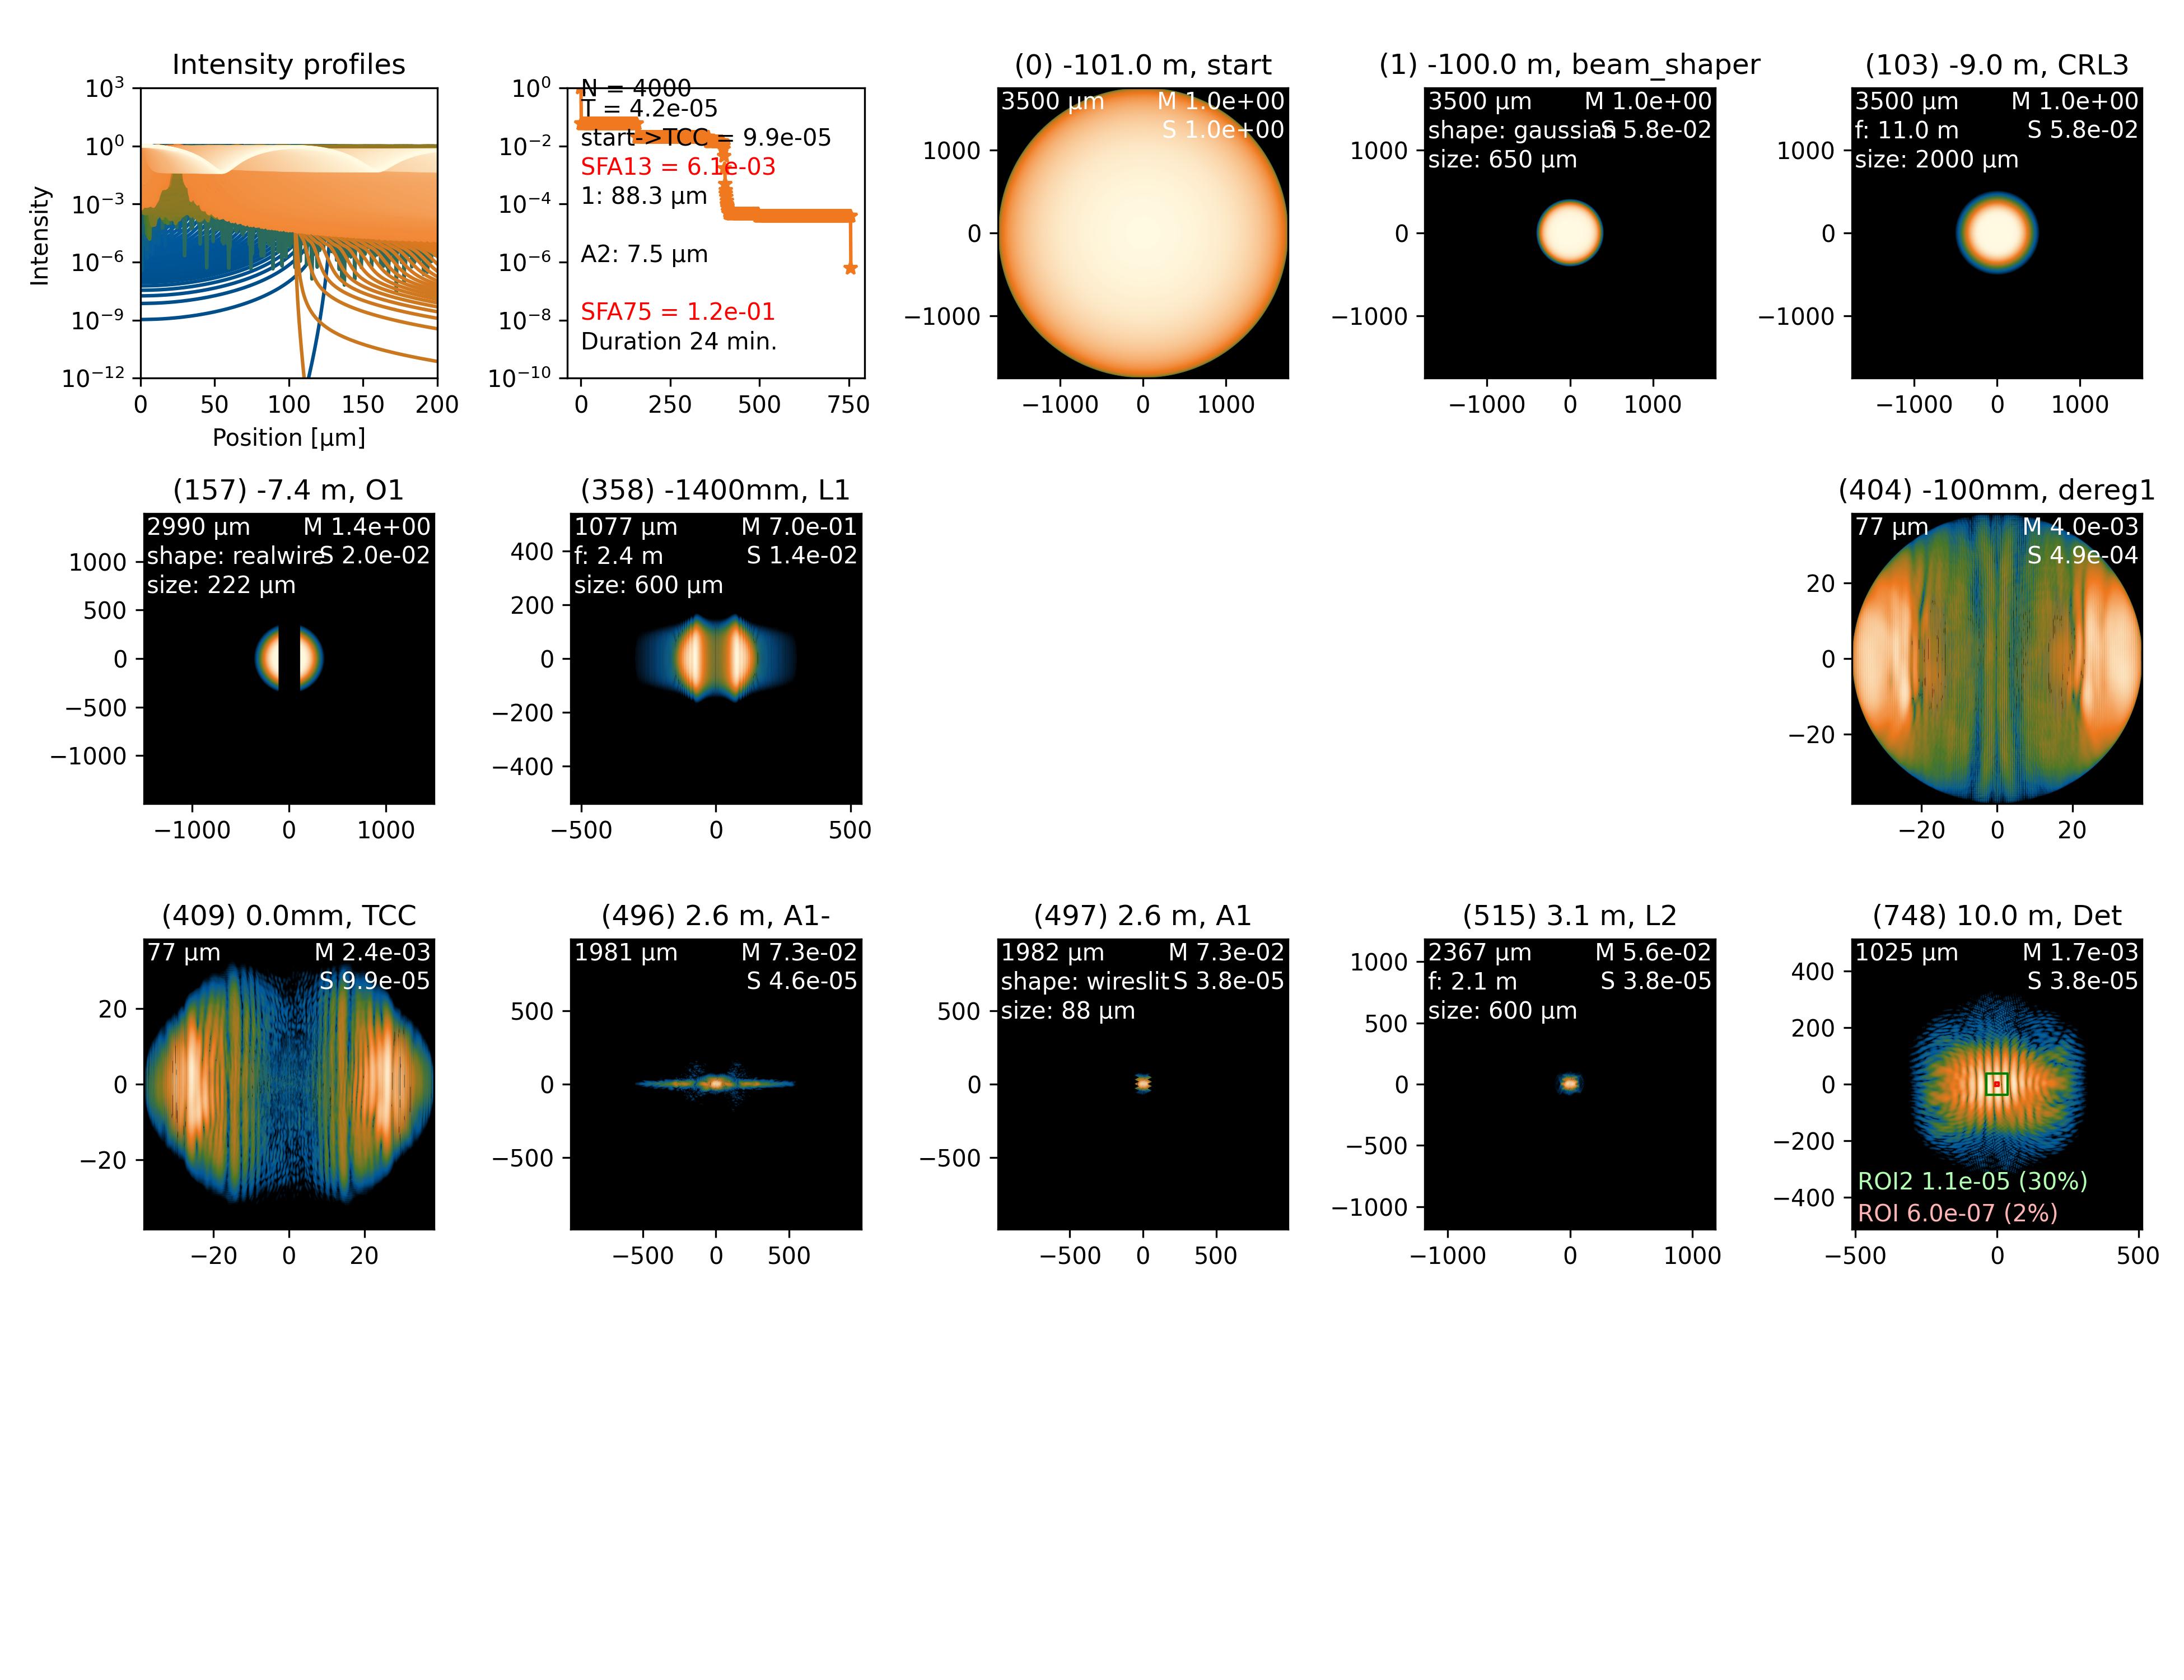 Intensity profiles
10^3
10^0
10^−3
10^−6
10^−9
10^−12
Intensity
0 50 100 150 200
Position [μm]
10^0
10^−2
10^−4
10^−6
10^−8
10^−10
N = 4000
T = 4.2e-05
start->TCC = 9.9e-05
SFA13 = 6.1e-03
1: 88.3 μm
A2: 7.5 μm
SFA75 = 1.2e-01
Duration 24 min.
0 250 500 750
(0) -101.0 m, start
3500 μm M 1.0e+00
S 1.0e+00
1000
0
−1000
−1000 0 1000
(1) -100.0 m, beam_shaper
3500 μm M 1.0e+00
shape: gaussian S 5.8e-02
size: 650 μm
1000
0
−1000
−1000 0 1000
(103) -9.0 m, CRL3
3500 μm M 1.0e+00
f: 11.0 m S 5.8e-02
size: 2000 μm
1000
0
−1000
−1000 0 1000
(157) -7.4 m, O1
2990 μm M 1.4e+00
shape: realwire S 2.0e-02
size: 222 μm
1000
500
0
−500
−1000
−1000 0 1000
(358) -1400mm, L1
1077 μm M 7.0e-01
f: 2.4 m S 1.4e-02
size: 600 μm
400
200
0
−200
−400
−500 0 500
(404) -100mm, dereg1
77 μm M 4.0e-03
S 4.9e-04
20
0
−20
−20 0 20
(409) 0.0mm, TCC
77 μm M 2.4e-03
S 9.9e-05
20
0
−20
−20 0 20
(496) 2.6 m, A1-
1981 μm M 7.3e-02
S 4.6e-05
500
0
−500
−500 0 500
(497) 2.6 m, A1
1982 μm M 7.3e-02
shape: wireslit S 3.8e-05
size: 88 μm
500
0
−500
−500 0 500
(515) 3.1 m, L2
2367 μm M 5.6e-02
f: 2.1 m S 3.8e-05
size: 600 μm
1000
500
0
−500
−1000
−1000 0 1000
(748) 10.0 m, Det
1025 μm M 1.7e-03
S 3.8e-05
400
200
0
−200
−400
ROI2 1.1e-05 (30%)
ROI 6.0e-07 (2%)
−500 0 500